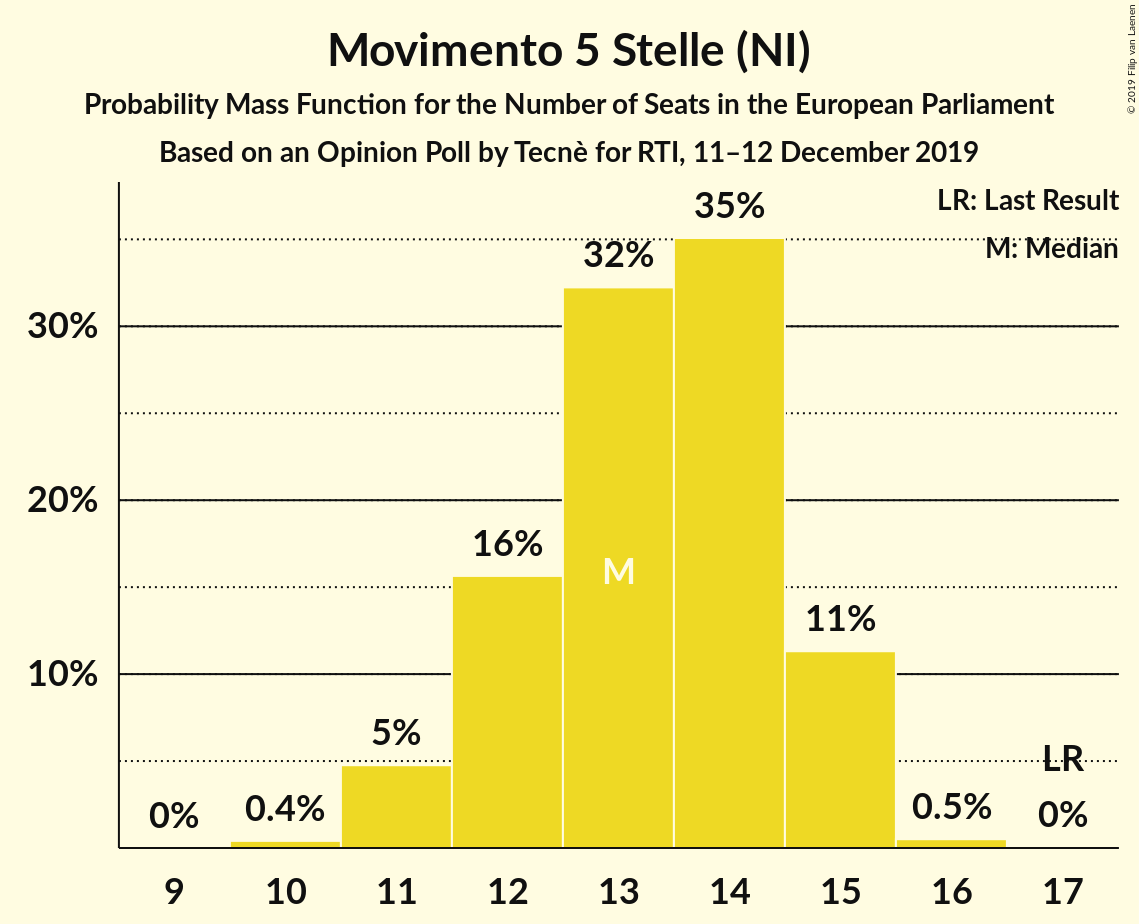 Movimento 5 Stelle (NI)
Probability Mass Function for the Number of Seats in the European Parliament
Based on an Opinion Poll by Tecnè for RTI, 11–12 December 2019
© 2019 Filip van Laenen
LR: Last Result
M: Median
30%
20%
10%
0%
0.4%
5%
16%
32%
35%
11%
0.5%
0%
M
LR
9 10 11 12 13 14 15 16 17